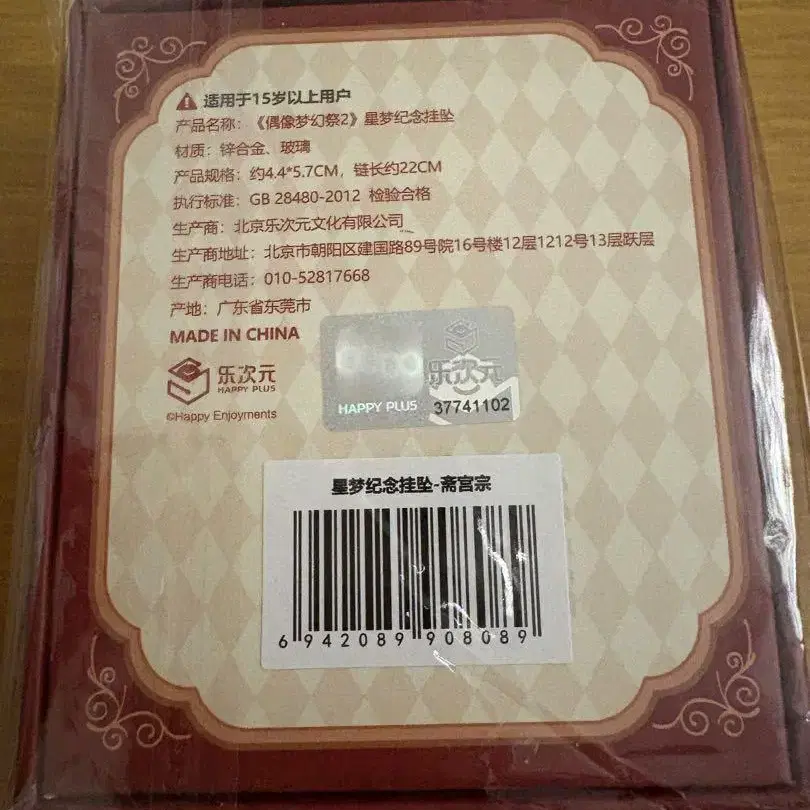 适用于15岁以上用户
产品名称：《偶像梦幻祭2》星梦纪念挂坠
材质：锌合金、玻璃
产品规格：约4.4*5.7CM，链长约22CM
执行标准：GB 28480-2012 检验合格
生产商：北京乐次元文化有限公司
生产商地址：北京市朝阳区建国路89号院16号楼12层1212号13层跃层
生产商电话：010-52817668
产地：广东省东莞市
MADE IN CHINA
乐次元
HAPPY PLUS
©Happy Enjoyments
乐次元
HAPPY PLUS 37741102
星梦纪念挂坠-斋宫宗
6 942089 908089